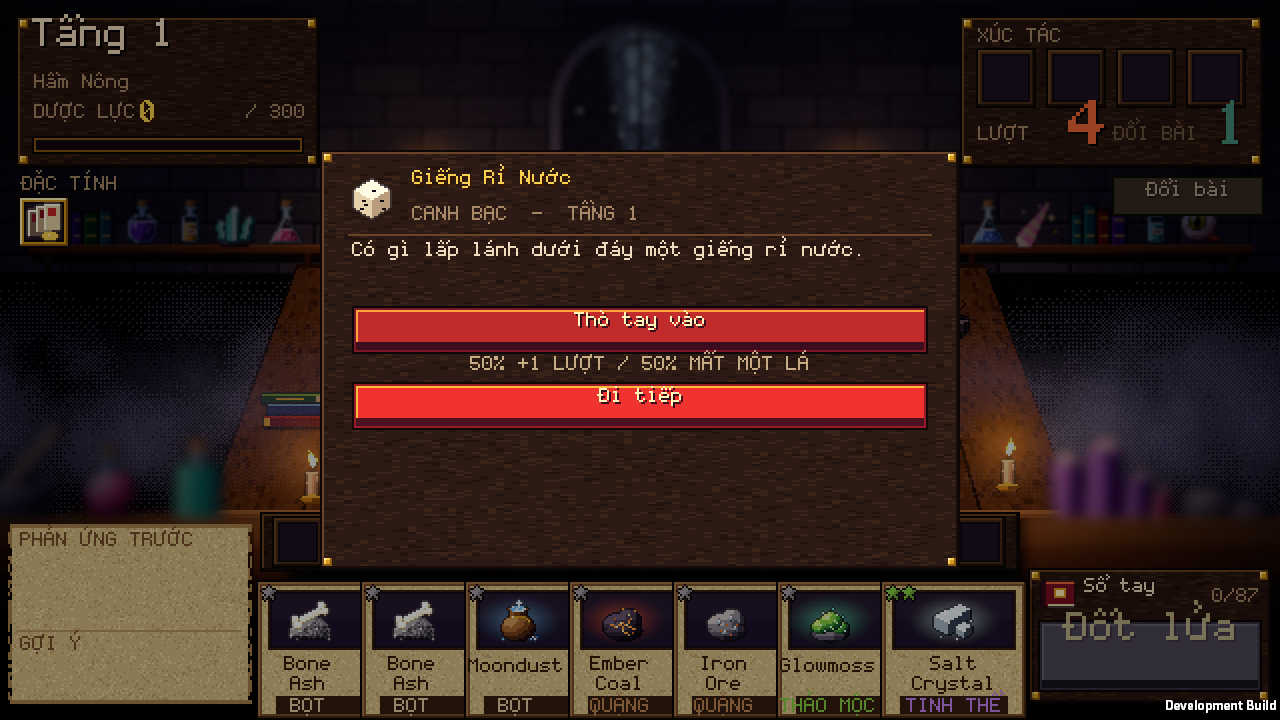 Tầng 1
Hầm Nông
DƯỢC LỰC 0 / 300
ĐẶC TÍNH
XÚC TÁC
LƯỢT 4 ĐỔI BÀI 1
Đổi bài
Giếng Rỉ Nước
CANH BẠC - TẦNG 1
Có gì lấp lánh dưới đáy một giếng rỉ nước.
Thò tay vào
50% +1 LƯỢT / 50% MẤT MỘT LÁ
Đi tiếp
PHẢN ỨNG TRƯỚC
GỢI Ý
Bone Ash
BỘT
Bone Ash
BỘT
Moondust
BỘT
Ember Coal
QUẶNG
Iron Ore
QUẶNG
Glowmoss
THẢO MỘC
Salt Crystal
TINH THỂ
Sổ tay 0/87
Đốt lửa
Development Build